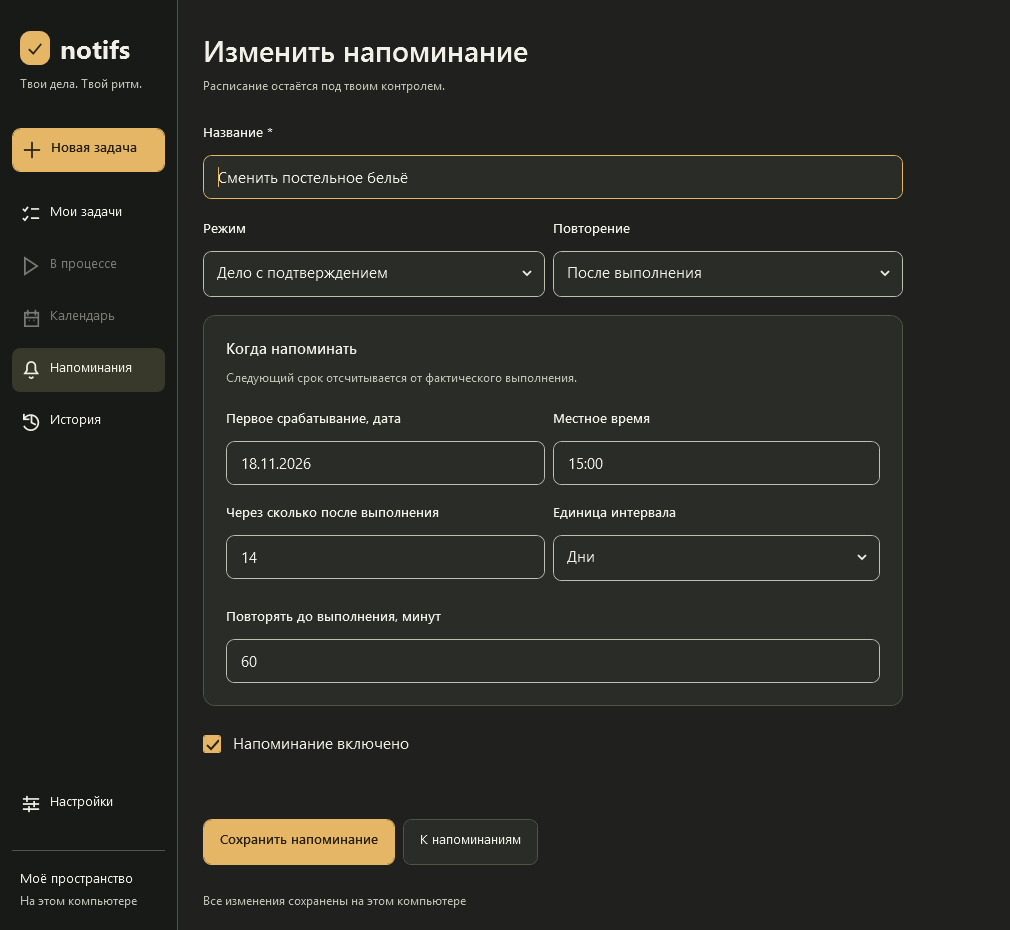 notifs
Твои дела. Твой ритм.
Новая задача
Мои задачи
В процессе
Календарь
Напоминания
История
Настройки
Моё пространство
На этом компьютере
Изменить напоминание
Расписание остаётся под твоим контролем.
Название *
Сменить постельное бельё
Режим
Повторение
Дело с подтверждением
После выполнения
Когда напоминать
Следующий срок отсчитывается от фактического выполнения.
Первое срабатывание, дата
Местное время
18.11.2026
15:00
Через сколько после выполнения
Единица интервала
14
Дни
Повторять до выполнения, минут
60
Напоминание включено
Сохранить напоминание
К напоминаниям
Все изменения сохранены на этом компьютере